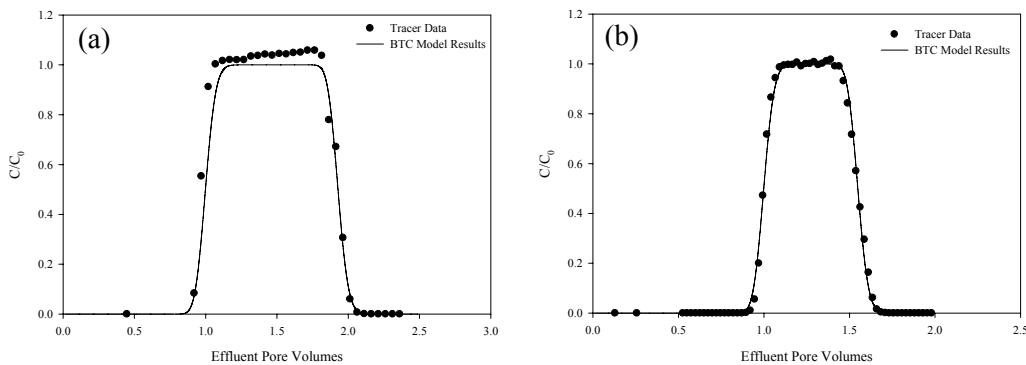 (a)
Tracer Data
BTC Model Results
C/C0
1.2
1.0
0.8
0.6
0.4
0.2
0.0
0.0 0.5 1.0 1.5 2.0 2.5 3.0
Effluent Pore Volumes
(b)
Tracer Data
BTC Model Results
C/C0
1.2
1.0
0.8
0.6
0.4
0.2
0.0
0.0 0.5 1.0 1.5 2.0 2.5
Effluent Pore Volumes